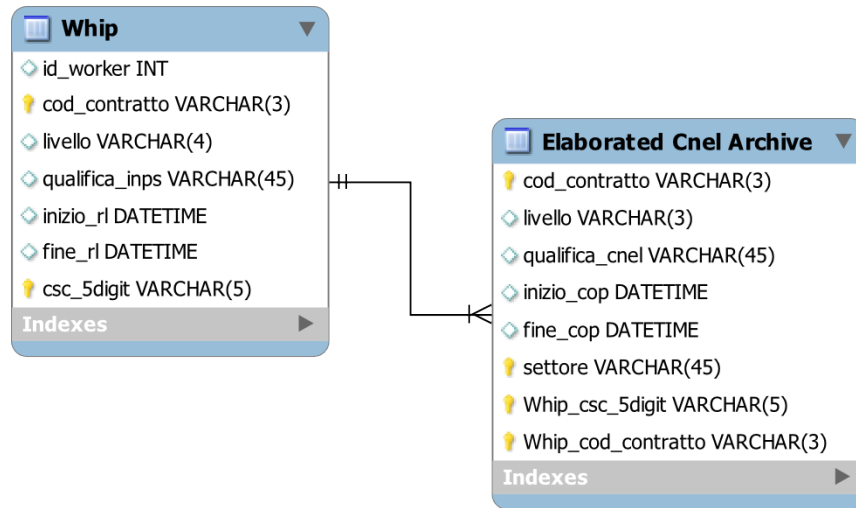 Whip
id_worker INT
cod_contratto VARCHAR(3)
livello VARCHAR(4)
qualifica_inps VARCHAR(45)
inizio_rl DATETIME
fine_rl DATETIME
csc_5digit VARCHAR(5)
Indexes
Elaborated Cnel Archive
cod_contratto VARCHAR(3)
livello VARCHAR(3)
qualifica_cnel VARCHAR(45)
inizio_cop DATETIME
fine_cop DATETIME
settore VARCHAR(45)
Whip_csc_5digit VARCHAR(5)
Whip_cod_contratto VARCHAR(3)
Indexes